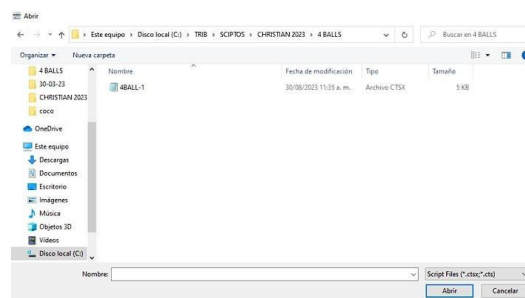 Abrir
Este equipo > Disco local (C:) > TRIB > SCIPTOS > CHRISTIAN 2023 > 4 BALLS
Buscar en 4 BALLS
Organizar Nueva carpeta
4 BALLS
30-03-23
CHRISTIAN 2023
coco
OneDrive
Este equipo
Descargas
Documentos
Escritorio
Imágenes
Música
Objetos 3D
Vídeos
Disco local (C:)
Nombre Fecha de modificación Tipo Tamaño
4BALL-1 30/08/2023 11:35 a. m. Archivo CTSX 5 KB
Nombre:
Script Files (*.ctsx;*.cts)
Abrir Cancelar